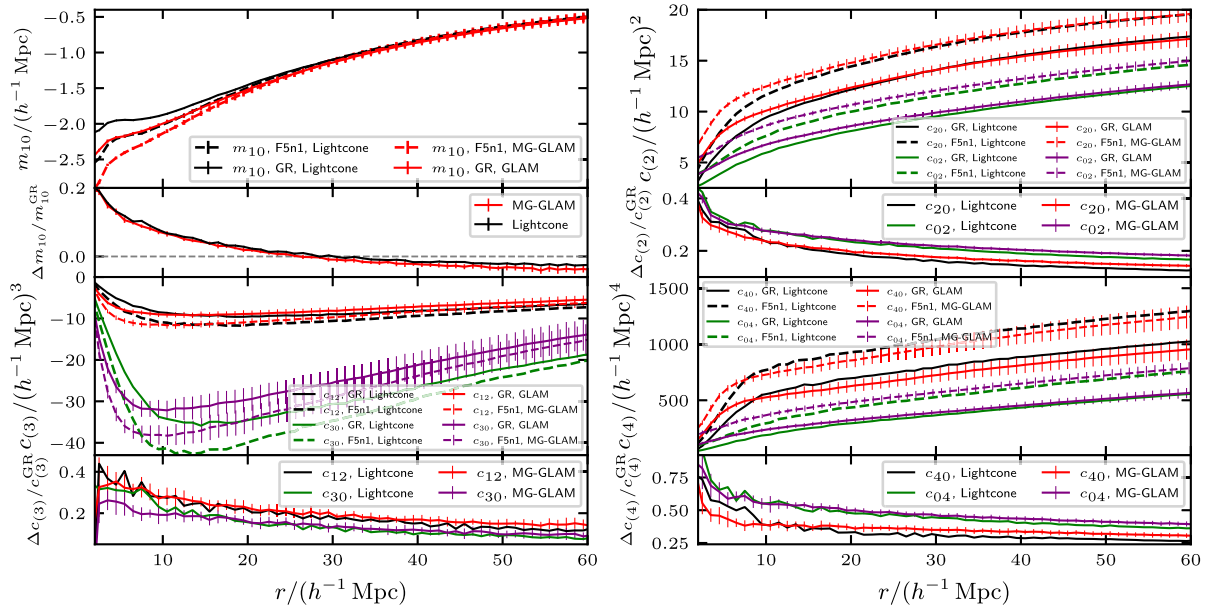 −0.5
−1.0
−1.5
−2.0
−2.5
m10/(h−1 Mpc)
m10, F5n1, Lightcone
m10, GR, Lightcone
m10, F5n1, MG-GLAM
m10, GR, GLAM
0.2
0.0
Δm10/m10^GR
MG-GLAM
Lightcone
0
−10
−20
−30
−40
c(3)/(h−1 Mpc)^3
c12, GR, Lightcone
c12, F5n1, Lightcone
c30, GR, Lightcone
c30, F5n1, Lightcone
c12, GR, GLAM
c12, F5n1, MG-GLAM
c30, GR, GLAM
c30, F5n1, MG-GLAM
0.4
0.2
Δc(3)/c(3)^GR
c12, Lightcone
c30, Lightcone
c12, MG-GLAM
c30, MG-GLAM
10 20 30 40 50 60
r/(h−1 Mpc)
20
15
10
5
c(2)/(h−1 Mpc)^2
c20, GR, Lightcone
c20, F5n1, Lightcone
c02, GR, Lightcone
c02, F5n1, Lightcone
c20, GR, GLAM
c20, F5n1, MG-GLAM
c02, GR, GLAM
c02, F5n1, MG-GLAM
0.4
0.2
Δc(2)/c(2)^GR
c20, Lightcone
c02, Lightcone
c20, MG-GLAM
c02, MG-GLAM
1500
1000
500
c(4)/(h−1 Mpc)^4
c40, GR, Lightcone
c40, F5n1, Lightcone
c04, GR, Lightcone
c04, F5n1, Lightcone
c40, GR, GLAM
c40, F5n1, MG-GLAM
c04, GR, GLAM
c04, F5n1, MG-GLAM
0.75
0.50
0.25
Δc(4)/c(4)^GR
c40, Lightcone
c04, Lightcone
c40, MG-GLAM
c04, MG-GLAM
10 20 30 40 50 60
r/(h−1 Mpc)